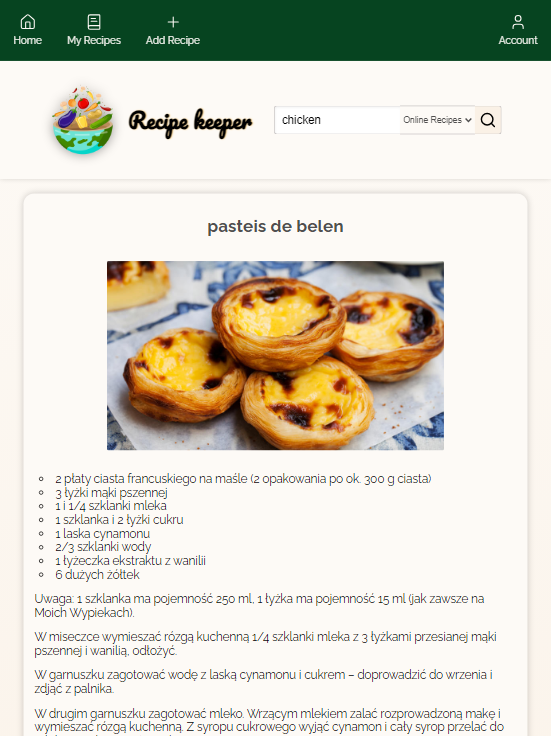 Home
My Recipes
Add Recipe
Account
Recipe keeper
chicken
Online Recipes
pasteis de belen
2 płaty ciasta francuskiego na maśle (2 opakowania po ok. 300 g ciasta)
3 łyżki mąki pszennej
1 i 1/4 szklanki mleka
1 szklanka i 2 łyżki cukru
1 laska cynamonu
2/3 szklanki wody
1 łyżeczka ekstraktu z wanilii
6 dużych żółtek
Uwaga: 1 szklanka ma pojemność 250 ml, 1 łyżka ma pojemność 15 ml (jak zawsze na
Moich Wypiekach).
W miseczce wymieszać rózgą kuchenną 1/4 szklanki mleka z 3 łyżkami przesianej mąki
pszennej i wanilią, odłożyć.
W garnuszku zagotować wodę z laską cynamonu i cukrem – doprowadzić do wrzenia i
zdjąć z palnika.
W drugim garnuszku zagotować mleko. Wrzącym mlekiem zalać rozprowadzoną makę i
wymieszać rózgą kuchenną. Z syropu cukrowego wyjąć cynamon i cały syrop przelać do